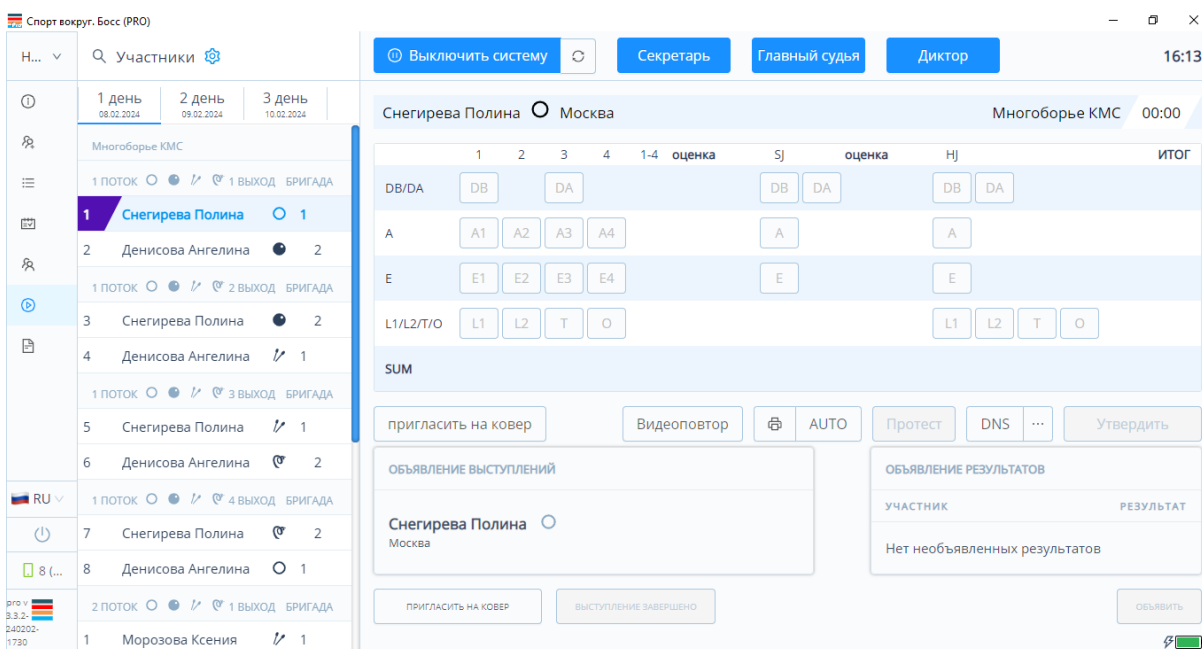 Спорт вокруг. Босс (PRO)
Н... Участники Выключить систему Секретарь Главный судья Диктор 16:13
1 день 2 день 3 день
08.02.2024 09.02.2024 10.02.2024
Снегирева Полина Москва Многоборье КМС 00:00
Многоборье КМС
1 2 3 4 1-4 оценка SJ оценка HJ ИТОГ
1 ПОТОК 1 ВЫХОД БРИГАДА
DB/DA DB DA DB DA DB DA
1 Снегирева Полина 1
A A1 A2 A3 A4 A A
2 Денисова Ангелина 2
E E1 E2 E3 E4 E E
1 ПОТОК 2 ВЫХОД БРИГАДА
3 Снегирева Полина 2
L1/L2/T/O L1 L2 T O L1 L2 T O
4 Денисова Ангелина 1
SUM
1 ПОТОК 3 ВЫХОД БРИГАДА
5 Снегирева Полина 1
пригласить на ковер Видеоповтор AUTO Протест DNS ... Утвердить
6 Денисова Ангелина 2
ОБЪЯВЛЕНИЕ ВЫСТУПЛЕНИЙ ОБЪЯВЛЕНИЕ РЕЗУЛЬТАТОВ
RU
1 ПОТОК 4 ВЫХОД БРИГАДА
УЧАСТНИК РЕЗУЛЬТАТ
Снегирева Полина
Москва
7 Снегирева Полина 2
Нет необъявленных результатов
8 (...
8 Денисова Ангелина 1
pro v
3.3.2-
240202-
1730
2 ПОТОК 1 ВЫХОД БРИГАДА
ПРИГЛАСИТЬ НА КОВЕР ВЫСТУПЛЕНИЕ ЗАВЕРШЕНО ОБЪЯВИТЬ
1 Морозова Ксения 1